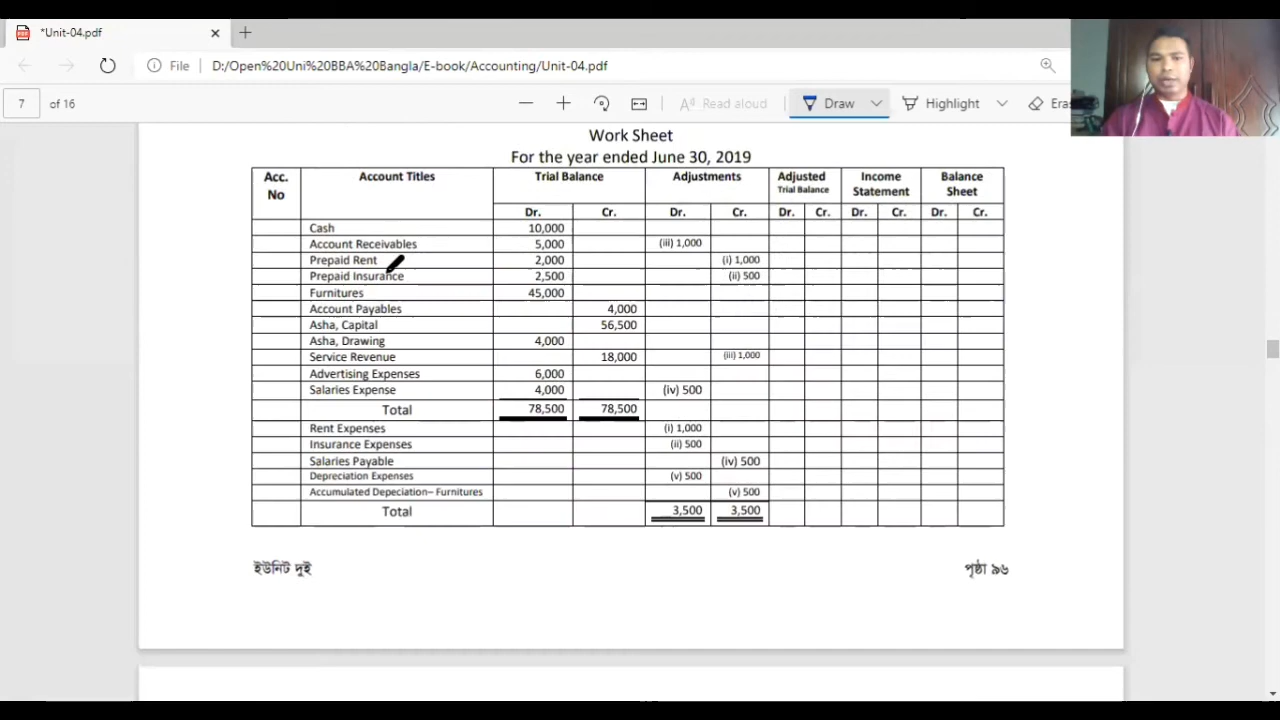 *Unit-04.pdf
File D:/Open%20Uni%20BBA%20Bangla/E-book/Accounting/Unit-04.pdf
7 of 16 Read aloud Draw Highlight
Work Sheet
For the year ended June 30, 2019
Acc. No Account Titles Trial Balance Adjustments Adjusted Trial Balance Income Statement Balance Sheet
Dr. Cr. Dr. Cr. Dr. Cr. Dr. Cr. Dr. Cr.
Cash 10,000
Account Receivables 5,000 (iii) 1,000
Prepaid Rent 2,000 (i) 1,000
Prepaid Insurance 2,500 (ii) 500
Furnitures 45,000
Account Payables 4,000
Asha, Capital 56,500
Asha, Drawing 4,000
Service Revenue 18,000 (iii) 1,000
Advertising Expenses 6,000
Salaries Expense 4,000 (iv) 500
Total 78,500 78,500
Rent Expenses (i) 1,000
Insurance Expenses (ii) 500
Salaries Payable (iv) 500
Depreciation Expenses (v) 500
Accumulated Depeciation– Furnitures (v) 500
Total 3,500 3,500
ইউনিট দুই পৃষ্ঠা ৯৬